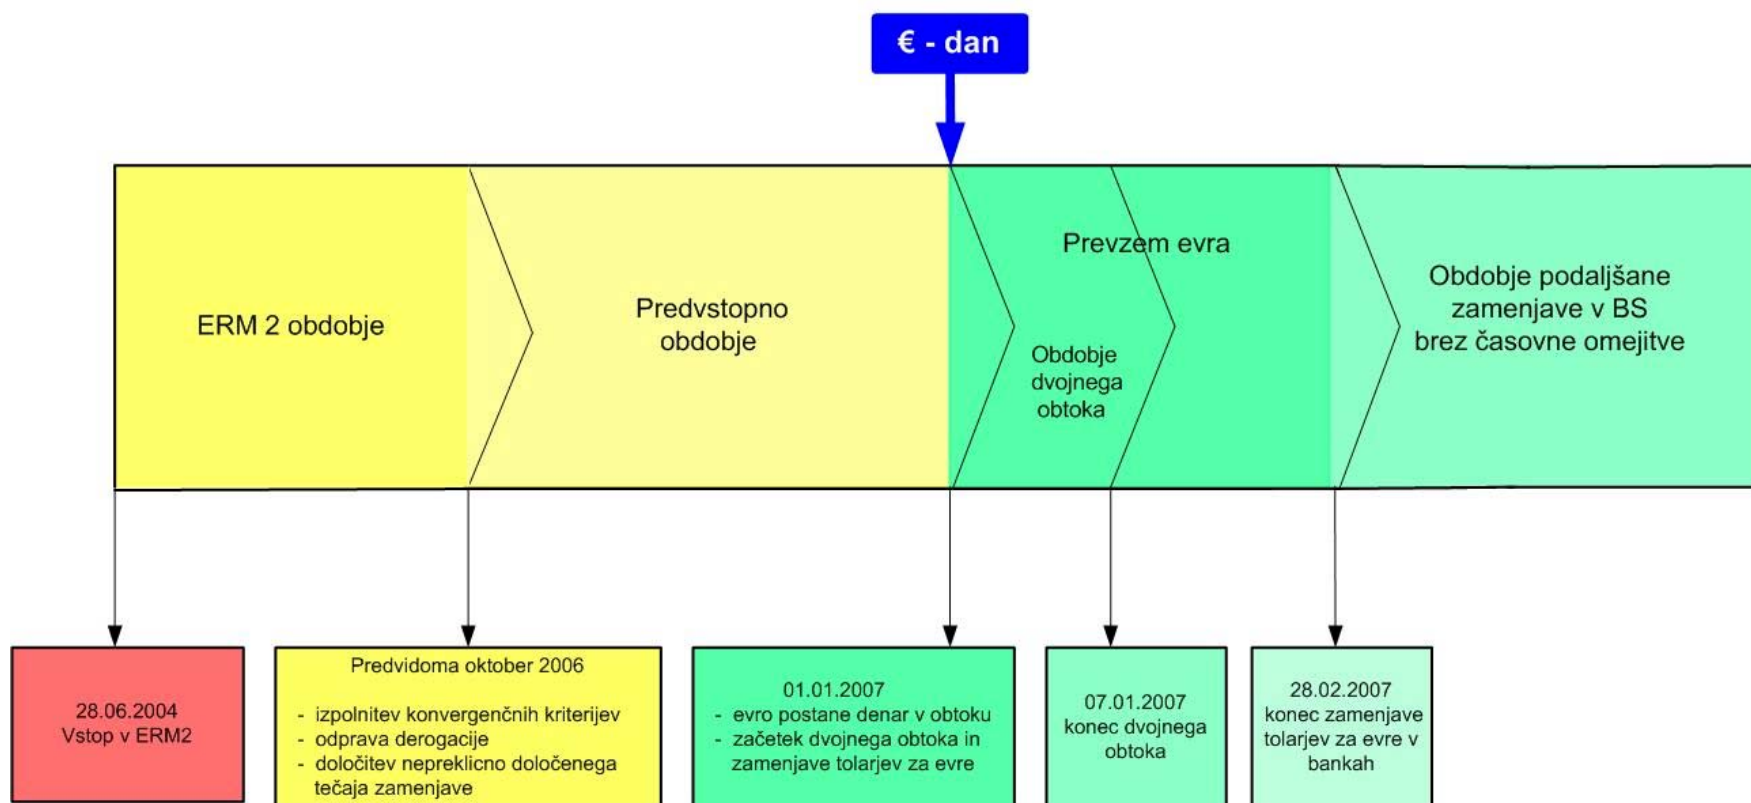 € - dan
ERM 2 obdobje
Predvstopno
obdobje
Prevzem evra
Obdobje
dvojnega
obtoka
Obdobje podaljšane
zamenjave v BS
brez časovne omejitve
28.06.2004
Vstop v ERM2
Predvidoma oktober 2006
- izpolnitev konvergenčnih kriterijev
- odprava derogacije
- določitev nepreklicno določenega
tečaja zamenjave
01.01.2007
- evro postane denar v obtoku
- začetek dvojnega obtoka in
zamenjave tolarjev za evre
07.01.2007
konec dvojnega
obtoka
28.02.2007
konec zamenjave
tolarjev za evre v
bankah